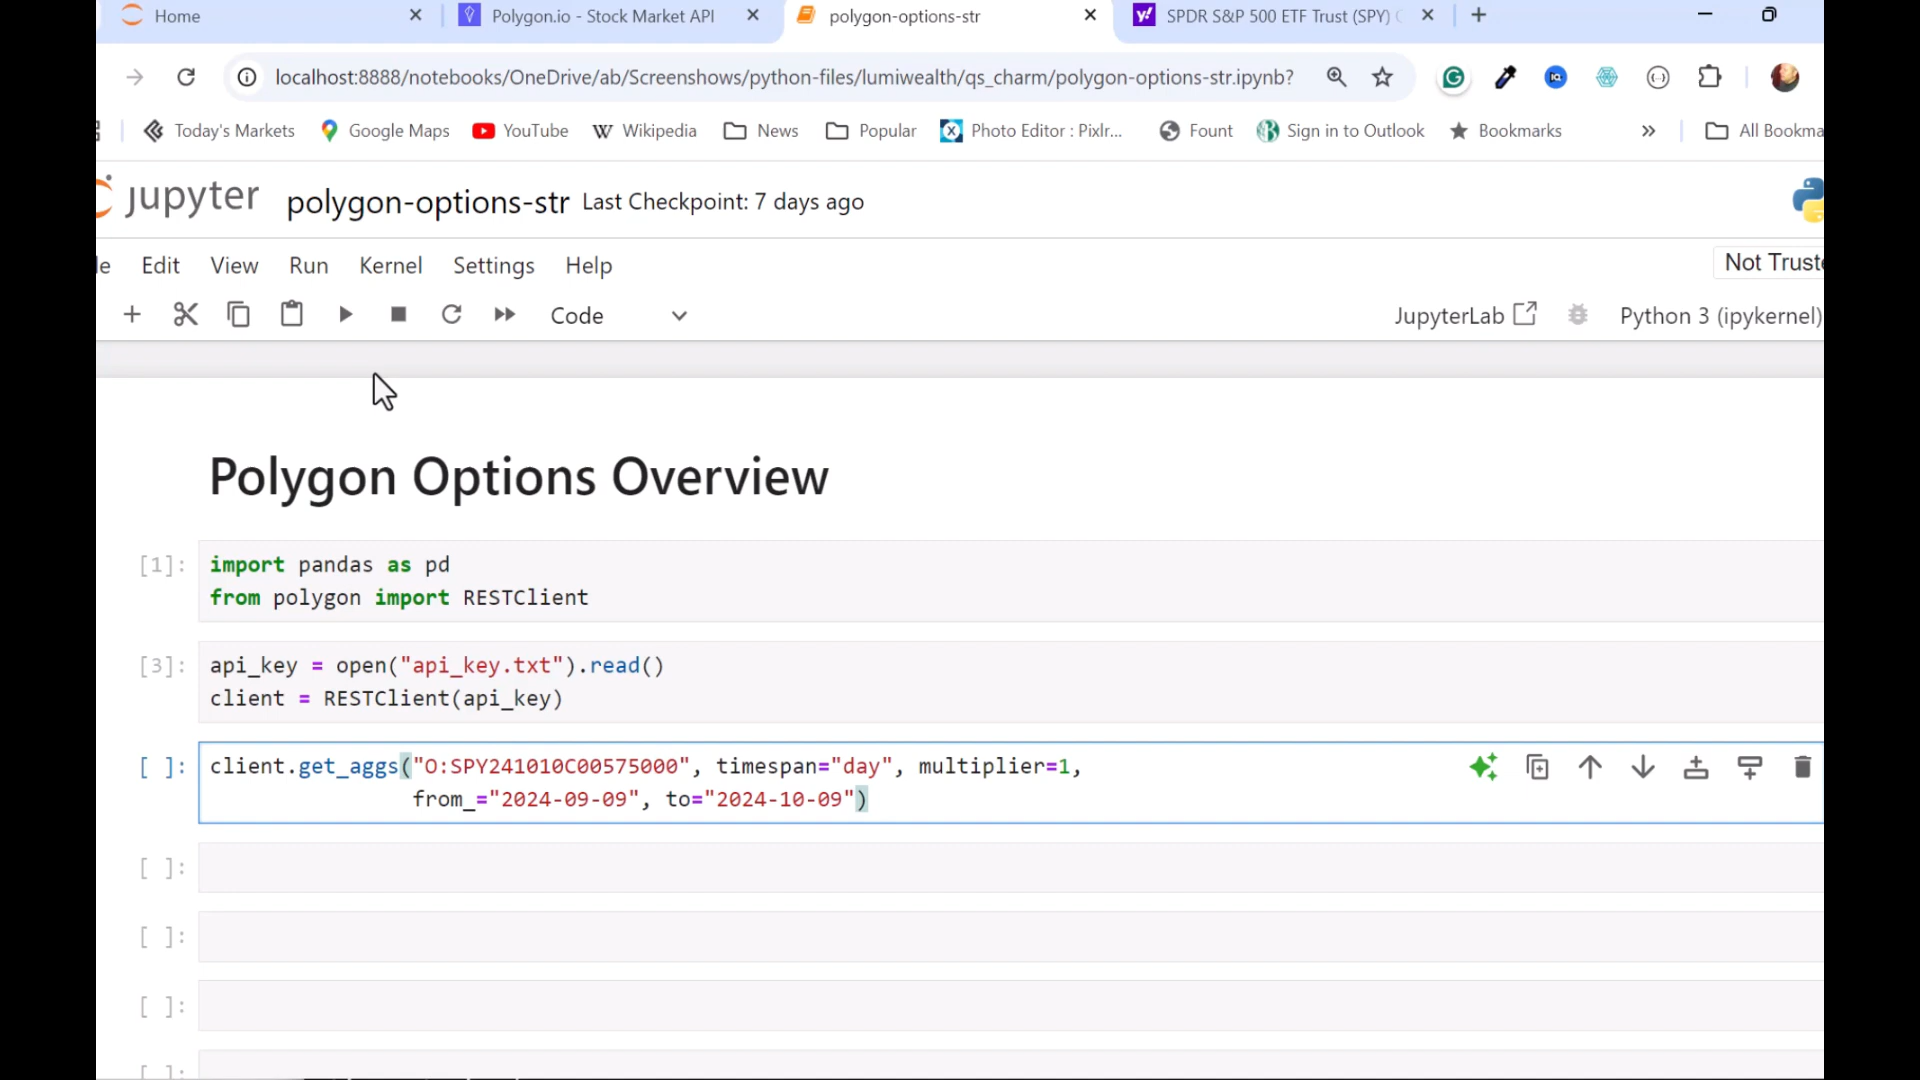 Home
Polygon.io - Stock Market API
polygon-options-str
SPDR S&P 500 ETF Trust (SPY)
localhost:8888/notebooks/OneDrive/ab/Screenshows/python-files/lumiwealth/qs_charm/polygon-options-str.ipynb?
Today's Markets
Google Maps
YouTube
Wikipedia
News
Popular
Photo Editor : Pixlr...
Fount
Sign in to Outlook
Bookmarks
» All Bookma
jupyter polygon-options-str Last Checkpoint: 7 days ago
le Edit View Run Kernel Settings Help
Not Truste
Code
JupyterLab
Python 3 (ipykernel)
Polygon Options Overview
[1]: import pandas as pd
from polygon import RESTClient
[3]: api_key = open("api_key.txt").read()
client = RESTClient(api_key)
[ ]: client.get_aggs("O:SPY241010C00575000", timespan="day", multiplier=1,
from_="2024-09-09", to="2024-10-09")
[ ]:
[ ]:
[ ]:
[ ]: